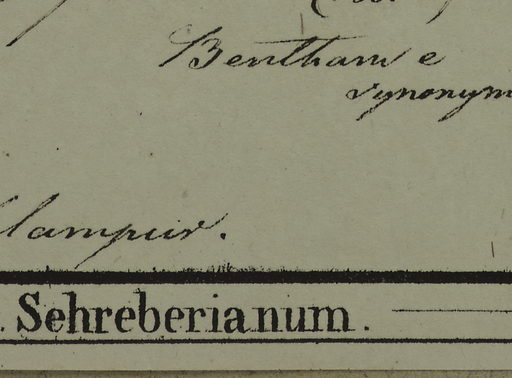 Bentham e
synonym
lampuir.
. Sehreberianum.